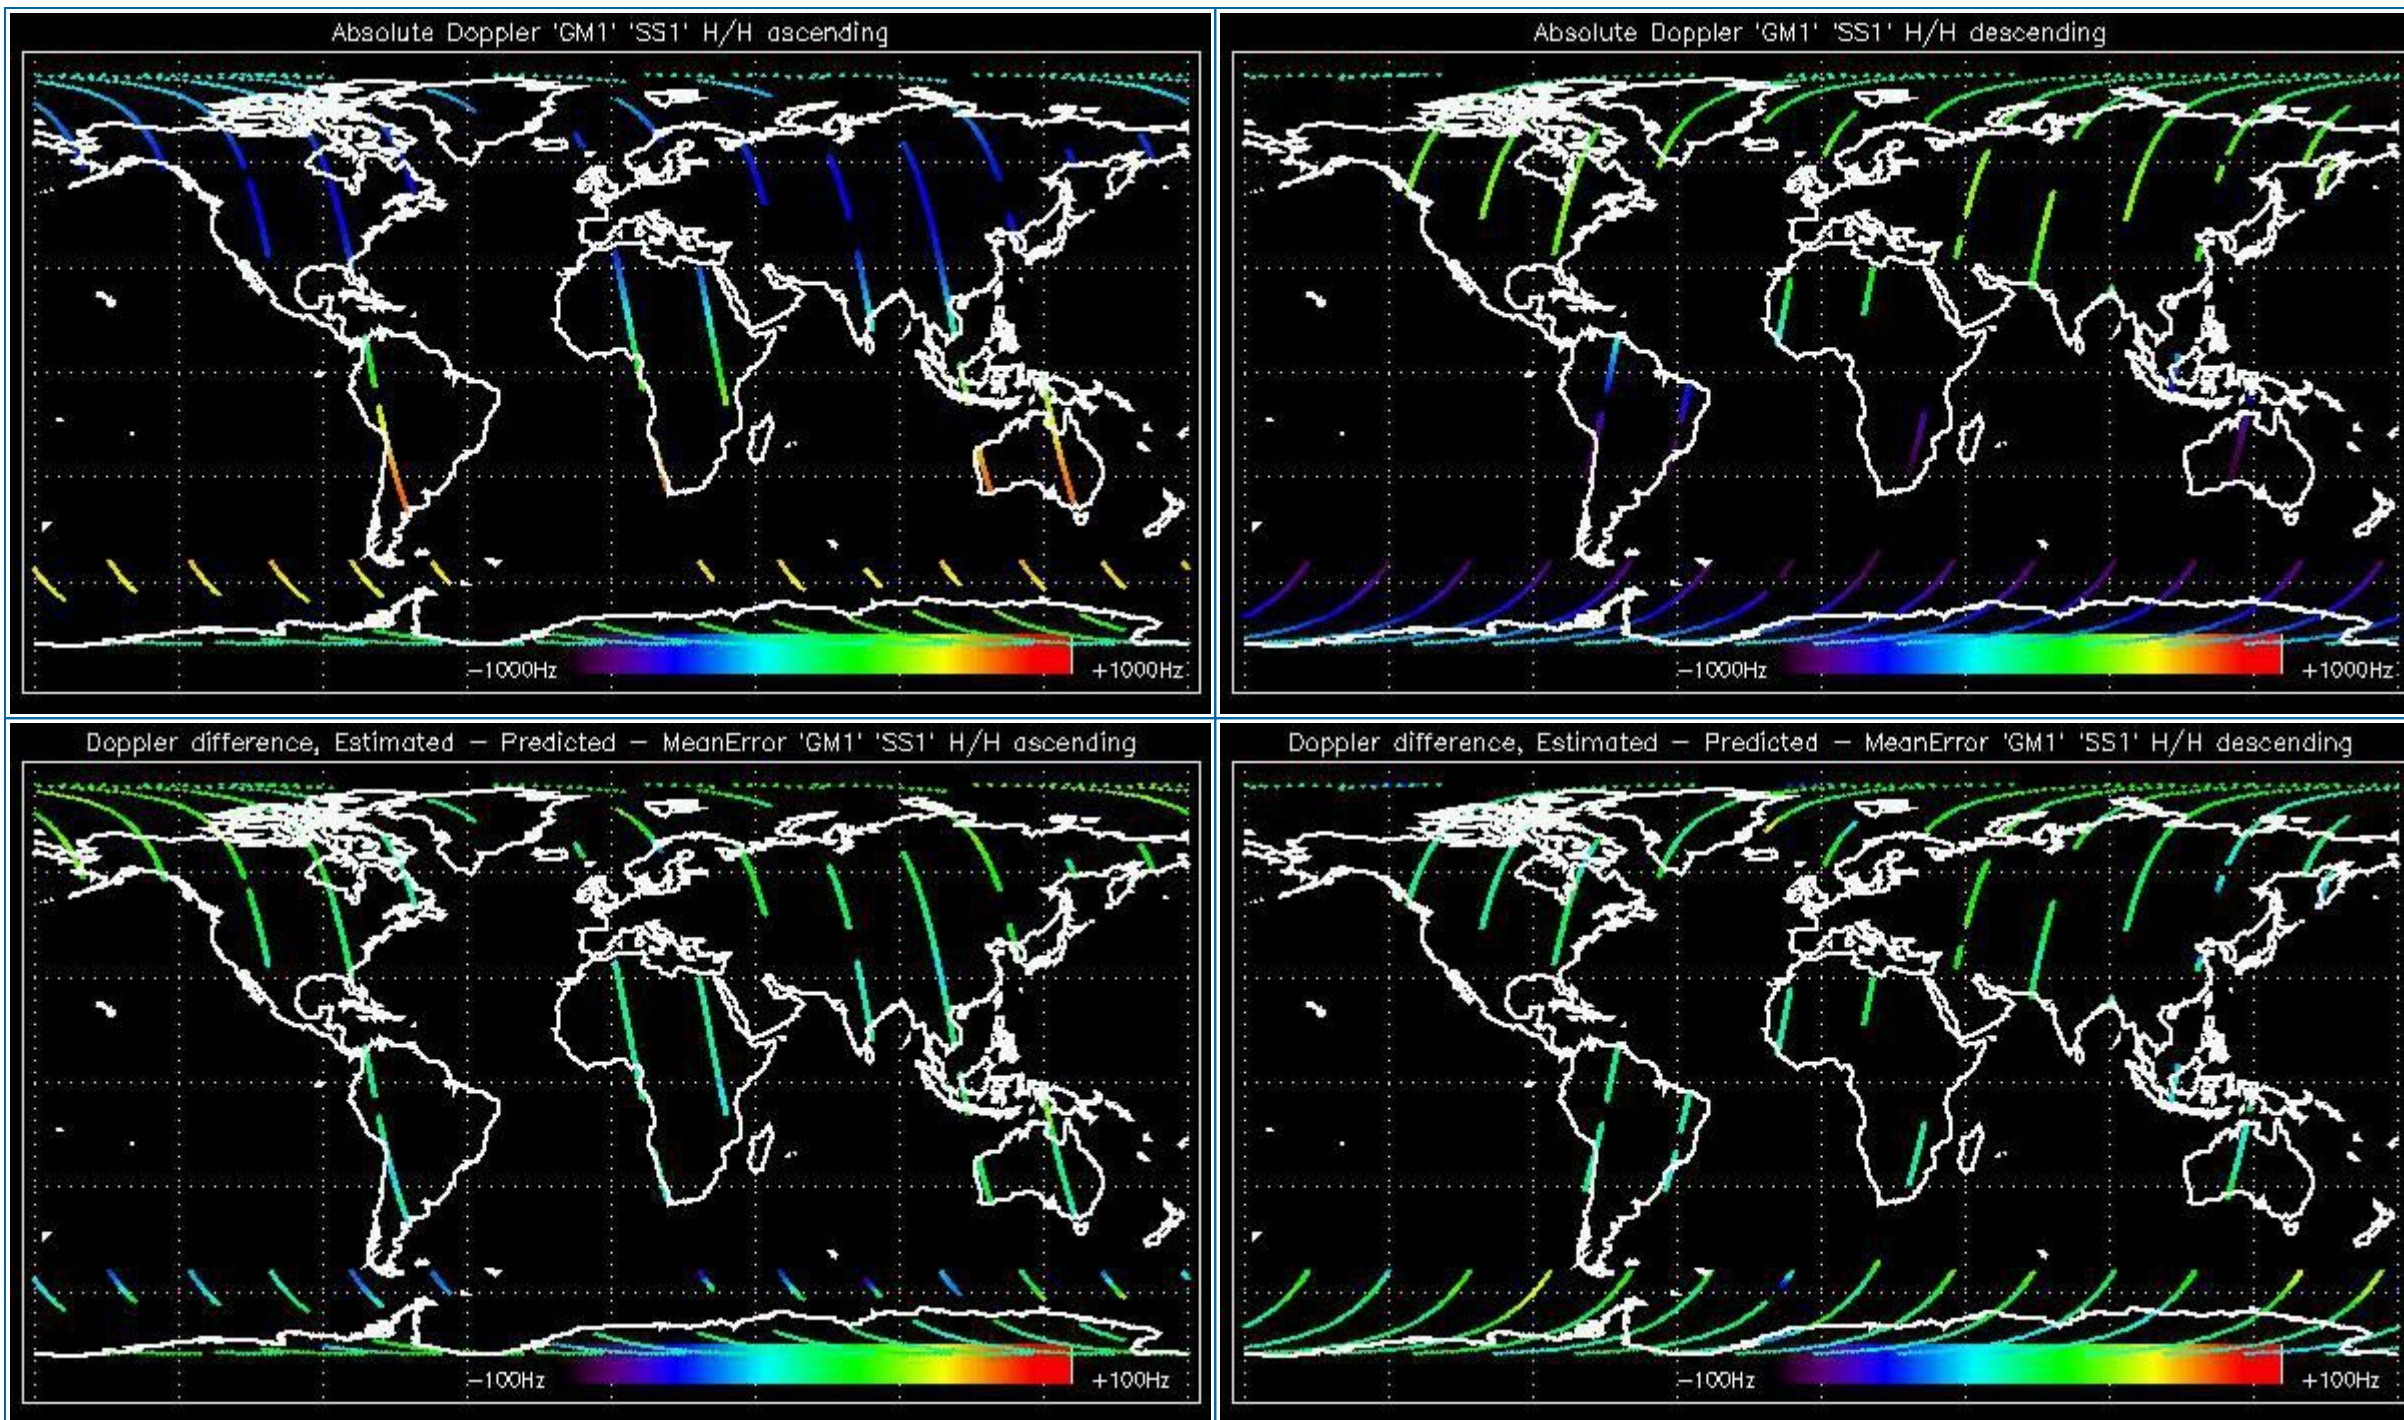 Absolute Doppler 'GM1' 'SS1' H/H ascending
−1000Hz
+1000Hz
Absolute Doppler 'GM1' 'SS1' H/H descending
−1000Hz
+1000Hz
Doppler difference, Estimated − Predicted − MeanError 'GM1' 'SS1' H/H ascending
−100Hz
+100Hz
Doppler difference, Estimated − Predicted − MeanError 'GM1' 'SS1' H/H descending
−100Hz
+100Hz